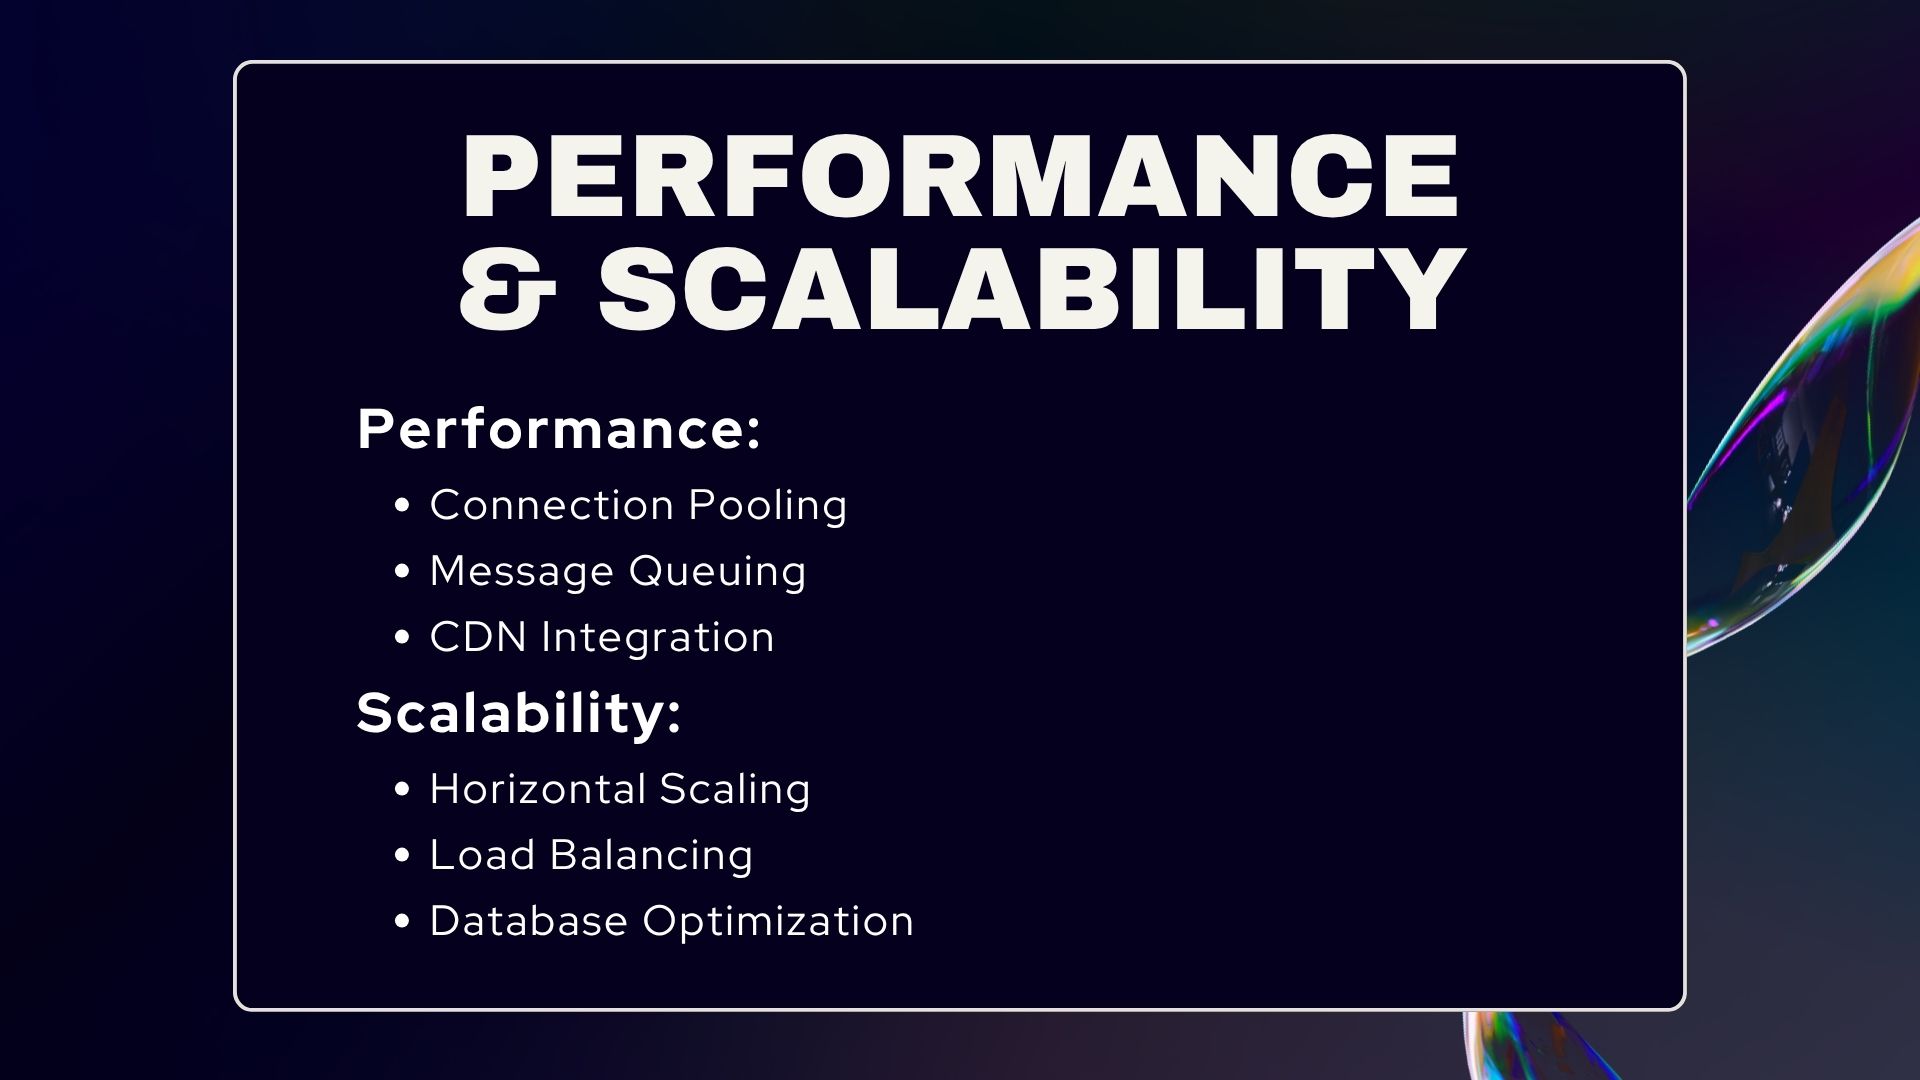 PERFORMANCE
& SCALABILITY
Performance:
• Connection Pooling
• Message Queuing
• CDN Integration
Scalability:
• Horizontal Scaling
• Load Balancing
• Database Optimization